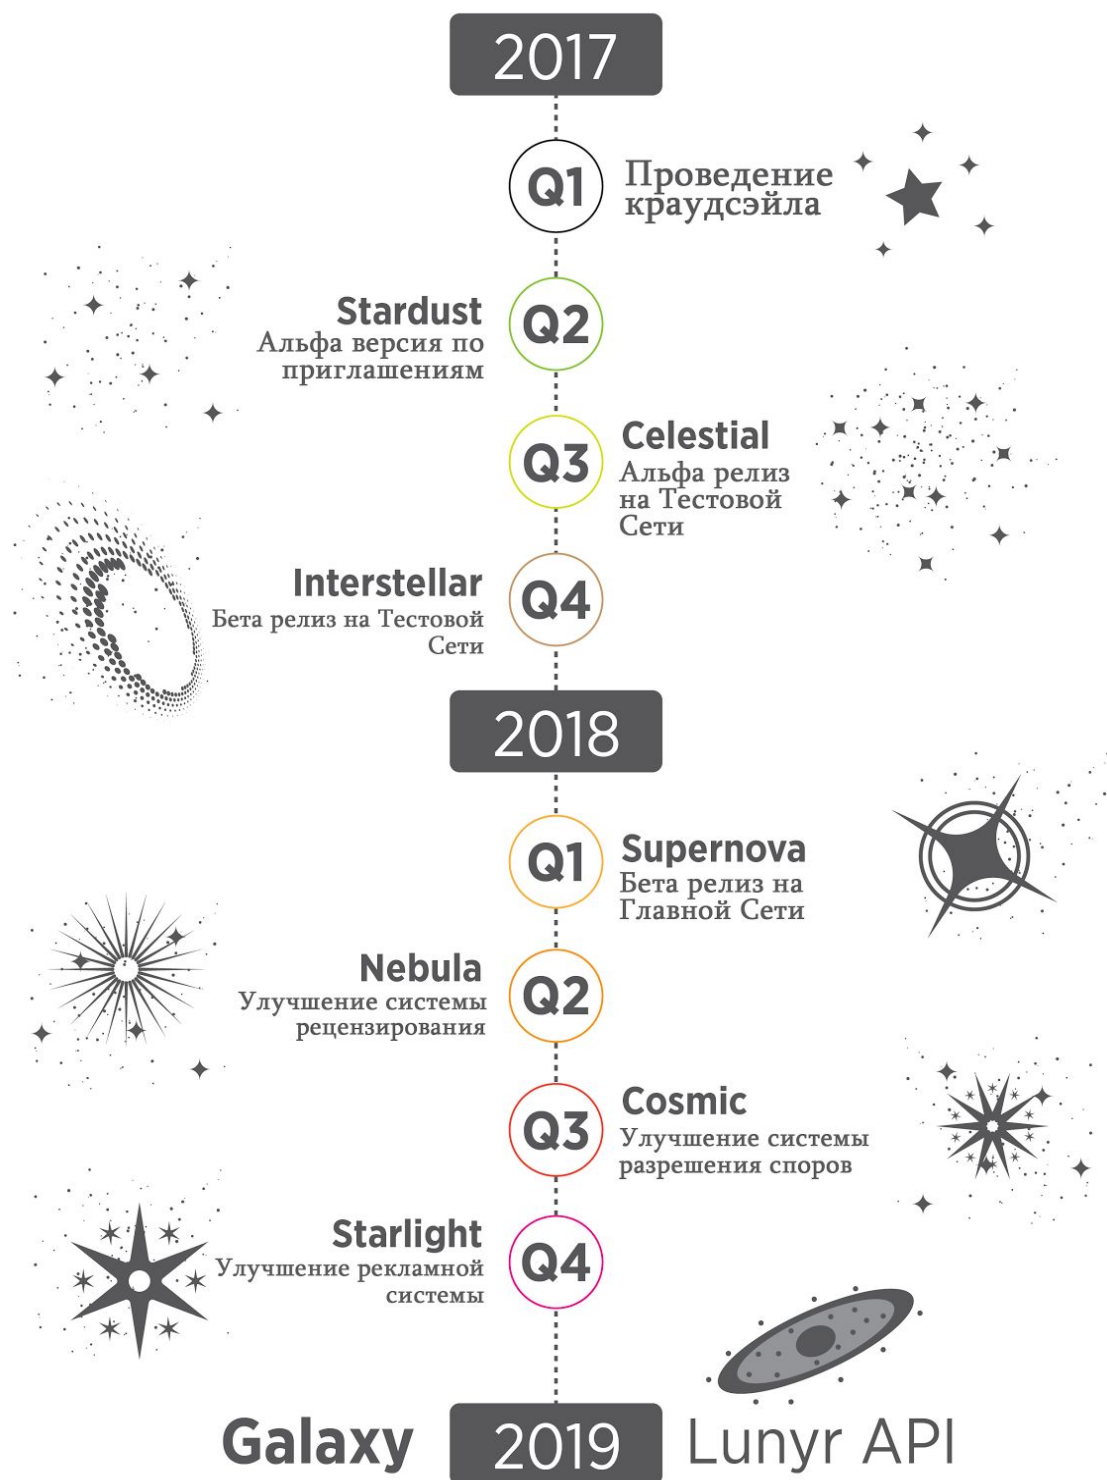 2017
Q1
Проведение
краудсэйла
Stardust
Альфа версия по
приглашениям
Q2
Q3
Celestial
Альфа релиз
на Тестовой
Сети
Interstellar
Бета релиз на Тестовой
Сети
Q4
2018
Q1
Supernova
Бета релиз на
Главной Сети
Nebula
Улучшение системы
рецензирования
Q2
Q3
Cosmic
Улучшение системы
разрешения споров
Starlight
Улучшение рекламной
системы
Q4
Galaxy 2019 Lunyr API